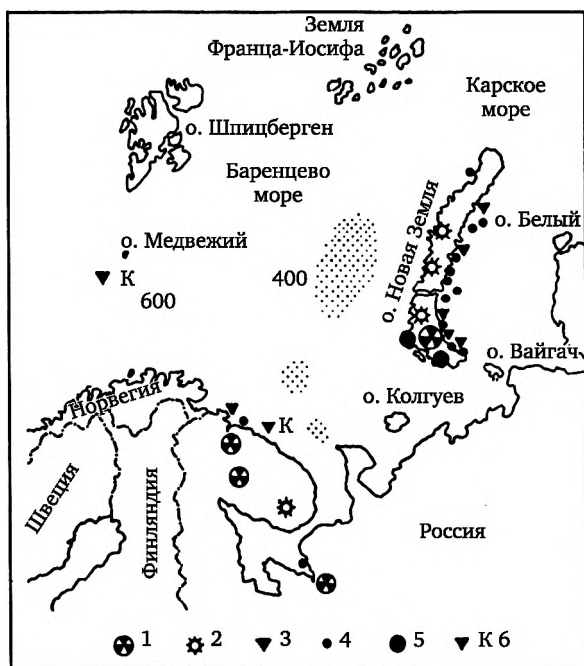 Земля
Франца-Иосифа
Карское
море
о. Шпицберген
Баренцево
море
о. Белый
о. Медвежий
о. Новая Земля
К
600
400
о. Вайгач
о. Колгуев
Норвегия
К
Швеция
Финляндия
Россия
1 2 3 4 5 К 6